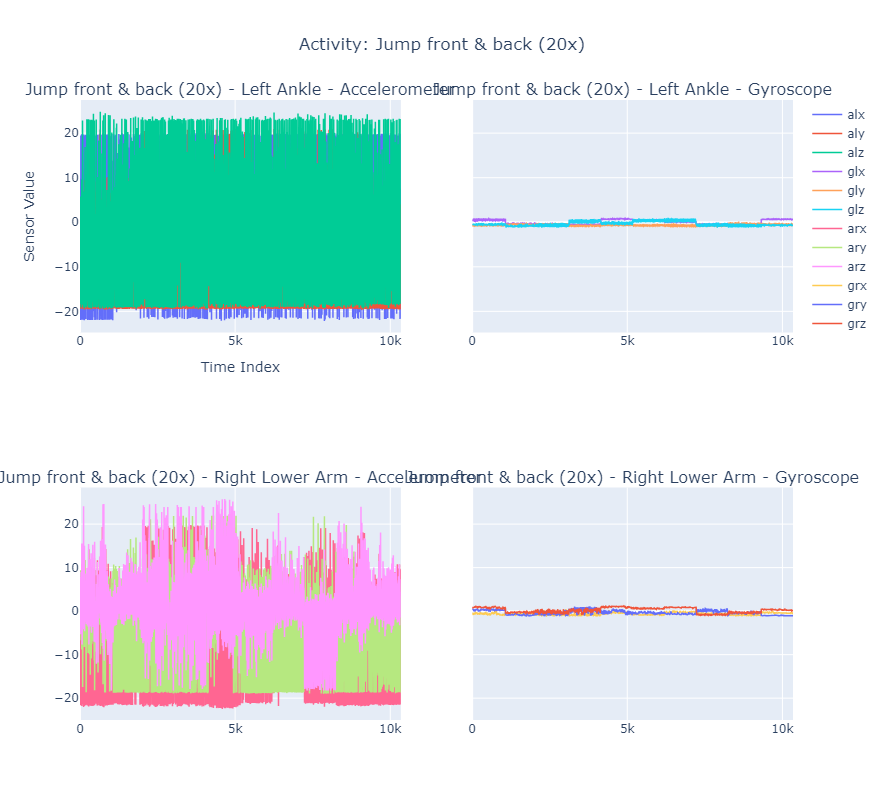 Activity: Jump front & back (20x)
Jump front & back (20x) - Left Ankle - Accelerometer
Jump front & back (20x) - Left Ankle - Gyroscope
Sensor Value
20
10
0
−10
−20
0
5k
10k
0
5k
10k
Time Index
alx
aly
alz
glx
gly
glz
arx
ary
arz
grx
gry
grz
Jump front & back (20x) - Right Lower Arm - Accelerometer
Jump front & back (20x) - Right Lower Arm - Gyroscope
20
10
0
−10
−20
0
5k
10k
0
5k
10k